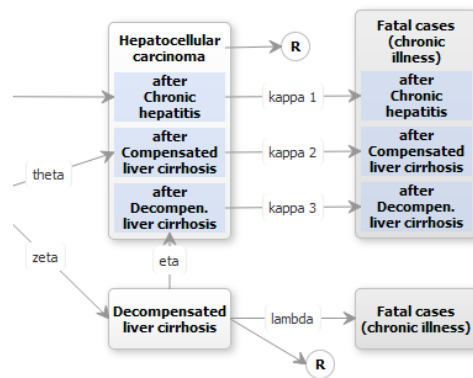 Hepatocellular
carcinoma
R
Fatal cases
(chronic
illness)
after
Chronic
hepatitis
kappa 1
after
Chronic
hepatitis
after
Compensated
liver cirrhosis
kappa 2
after
Compensated
liver cirrhosis
theta
after
Decompen.
liver cirrhosis
kappa 3
after
Decompen.
liver cirrhosis
zeta
eta
Decompensated
liver cirrhosis
lambda
Fatal cases
(chronic illness)
R